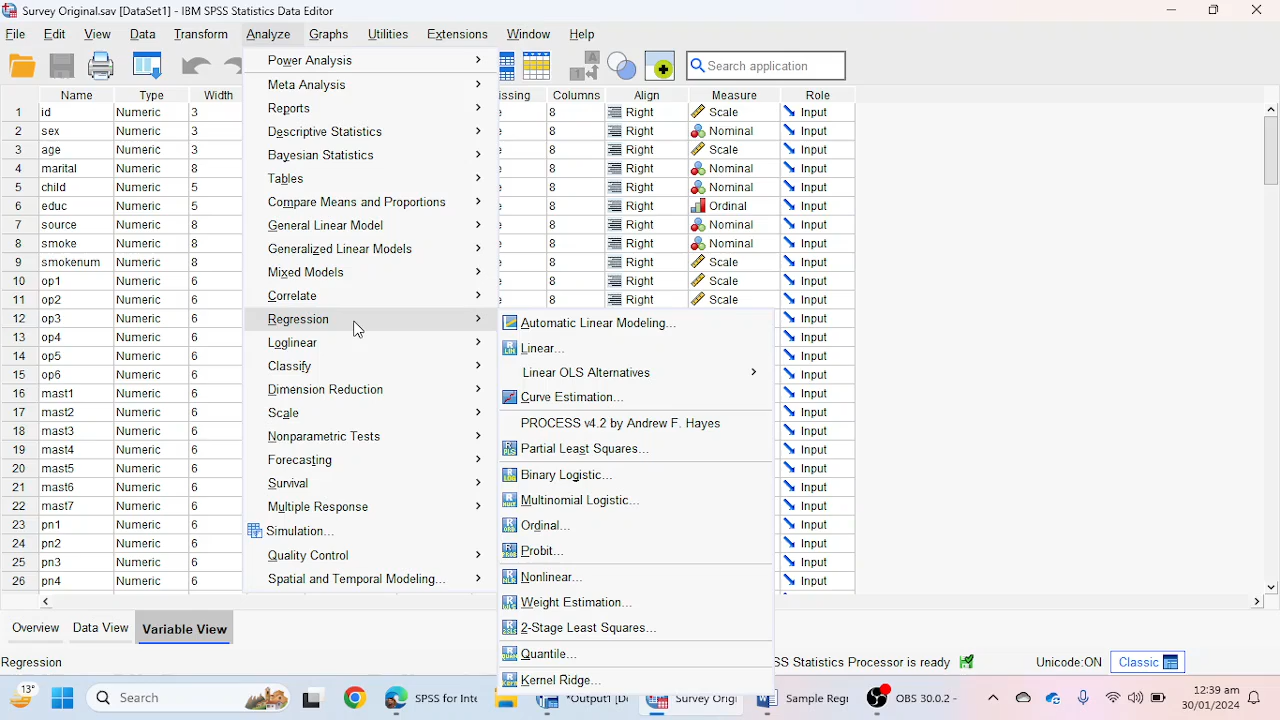 Survey Original.sav [DataSet1] - IBM SPSS Statistics Data Editor
File Edit View Data Transform Analyze Graphs Utilities Extensions Window Help
Search application
Name Type Width Columns Align Measure Role
1 id Numeric 3 8 Right Scale Input
2 sex Numeric 3 8 Right Nominal Input
3 age Numeric 3 8 Right Scale Input
4 marital Numeric 8 8 Right Nominal Input
5 child Numeric 5 8 Right Nominal Input
6 educ Numeric 5 8 Right Ordinal Input
7 source Numeric 8 8 Right Nominal Input
8 smoke Numeric 8 8 Right Nominal Input
9 smokenum Numeric 8 8 Right Scale Input
10 op1 Numeric 6 8 Right Scale Input
11 op2 Numeric 6 8 Right Scale Input
12 op3 Numeric 6 Input
13 op4 Numeric 6 Input
14 op5 Numeric 6 Input
15 op6 Numeric 6 Input
16 mast1 Numeric 6 Input
17 mast2 Numeric 6 Input
18 mast3 Numeric 6 Input
19 mast4 Numeric 6 Input
20 mast5 Numeric 6 Input
21 mast6 Numeric 6 Input
22 mast7 Numeric 6 Input
23 pn1 Numeric 6 Input
24 pn2 Numeric 6 Input
25 pn3 Numeric 6 Input
26 pn4 Numeric 6 Input
Power Analysis
Meta Analysis
Reports
Descriptive Statistics
Bayesian Statistics
Tables
Compare Means and Proportions
General Linear Model
Generalized Linear Models
Mixed Models
Correlate
Regression
Loglinear
Classify
Dimension Reduction
Scale
Nonparametric Tests
Forecasting
Survival
Multiple Response
Simulation...
Quality Control
Spatial and Temporal Modeling...
Automatic Linear Modeling...
Linear...
Linear OLS Alternatives
Curve Estimation...
PROCESS v4.2 by Andrew F. Hayes
Partial Least Squares...
Binary Logistic...
Multinomial Logistic...
Ordinal...
Probit...
Nonlinear...
Weight Estimation...
2-Stage Least Squares...
Quantile...
Kernel Ridge...
Overview Data View Variable View
Regression SS Statistics Processor is ready Unicode:ON Classic
13° Search SPSS for Inte *Output1 [D Survey Origi Sample Regi OBS 30.0.2 - 12:39 am
30/01/2024